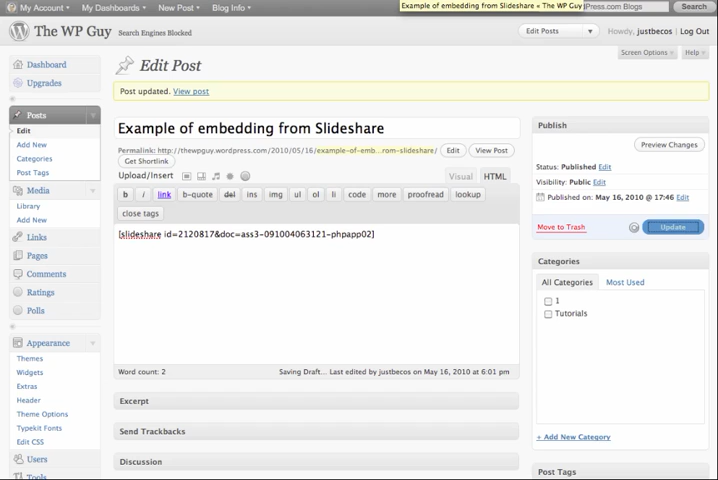 My Account
My Dashboards
New Post
Blog Info
Example of embedding from Slideshare « The WP Guy
Press.com Blogs
Search
The WP Guy
Search Engines Blocked
Edit Posts
Howdy, justbecos | Log Out
Screen Options
Help
Dashboard
Upgrades
Posts
Edit
Add New
Categories
Post Tags
Media
Library
Add New
Links
Pages
Comments
Ratings
Polls
Appearance
Themes
Widgets
Extras
Header
Theme Options
Typekit Fonts
Edit CSS
Users
Tools
Edit Post
Post updated. View post
Example of embedding from Slideshare
Permalink: http://thewpguy.wordpress.com/2010/05/16/example-of-emb...rom-slideshare/ Edit View Post
Get Shortlink
Upload/Insert
Visual HTML
b i link b-quote del ins img ul ol li code more proofread lookup
close tags
[slideshare id=2120817&doc=ass3-091004063121-phpapp02]
Word count: 2
Saving Draft... Last edited by justbecos on May 16, 2010 at 6:01 pm
Excerpt
Send Trackbacks
Discussion
Publish
Preview Changes
Status: Published Edit
Visibility: Public Edit
Published on: May 16, 2010 @ 17:46 Edit
Move to Trash
Update
Categories
All Categories Most Used
1
Tutorials
+ Add New Category
Post Tags